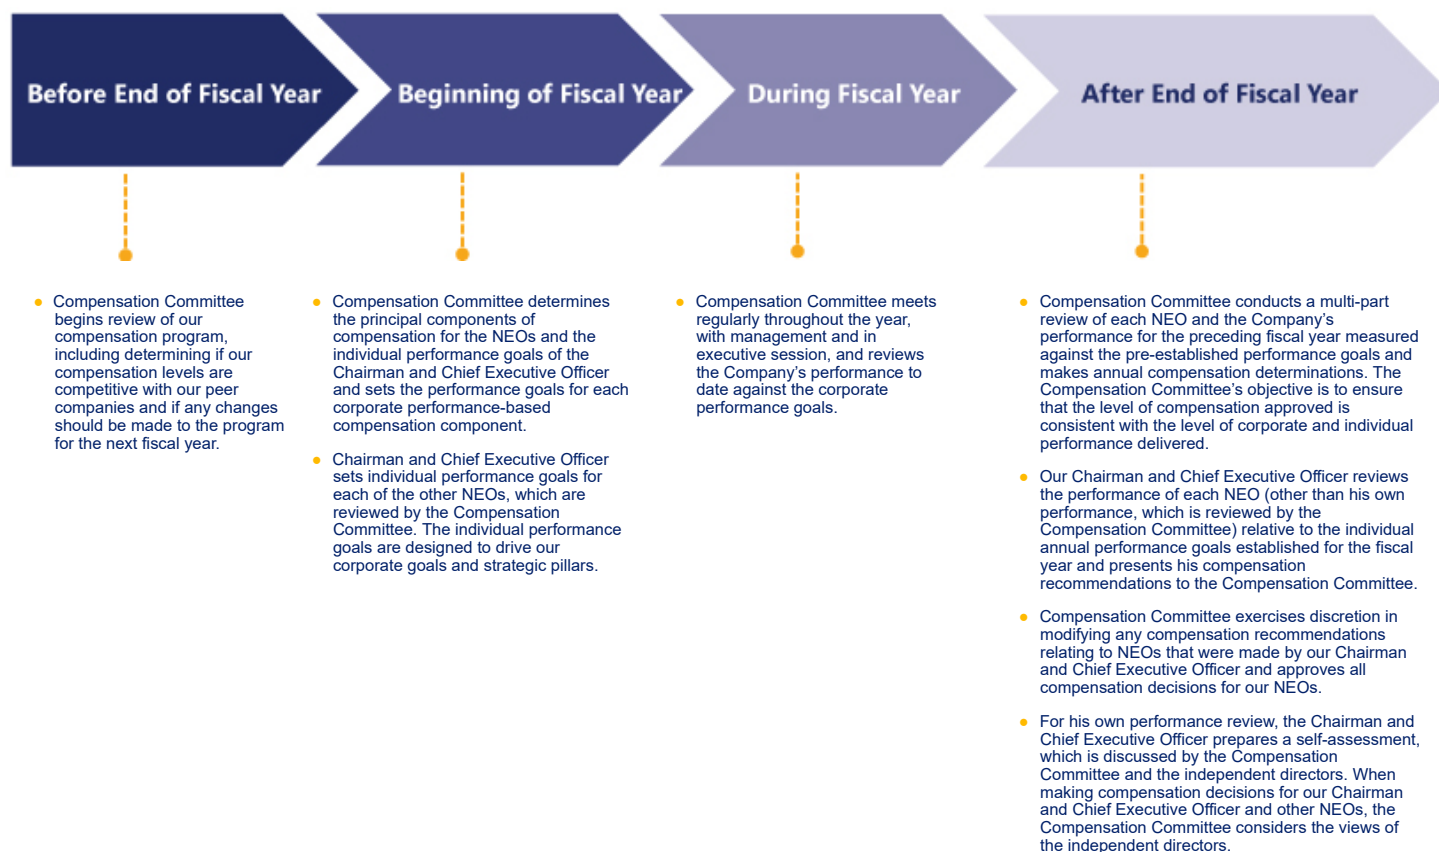 Before End of Fiscal Year
Beginning of Fiscal Year
During Fiscal Year
After End of Fiscal Year
Compensation Committee
begins review of our
compensation program,
including determining if our
compensation levels are
competitive with our peer
companies and if any changes
should be made to the program
for the next fiscal year.
Compensation Committee determines
the principal components of
compensation for the NEOs and the
individual performance goals of the
Chairman and Chief Executive Officer
and sets the performance goals for each
corporate performance-based
compensation component.
Chairman and Chief Executive Officer
sets individual performance goals for
each of the other NEOs, which are
reviewed by the Compensation
Committee. The individual performance
goals are designed to drive our
corporate goals and strategic pillars.
Compensation Committee meets
regularly throughout the year,
with management and in
executive session, and reviews
the Company's performance to
date against the corporate
performance goals.
Compensation Committee conducts a multi-part
review of each NEO and the Company's
performance for the preceding fiscal year measured
against the pre-established performance goals and
makes annual compensation determinations. The
Compensation Committee's objective is to ensure
that the level of compensation approved is
consistent with the level of corporate and individual
performance delivered.
Our Chairman and Chief Executive Officer reviews
the performance of each NEO (other than his own
performance, which is reviewed by the
Compensation Committee) relative to the individual
annual performance goals established for the fiscal
year and presents his compensation
recommendations to the Compensation Committee.
Compensation Committee exercises discretion in
modifying any compensation recommendations
relating to NEOs that were made by our Chairman
and Chief Executive Officer and approves all
compensation decisions for our NEOs.
For his own performance review, the Chairman and
Chief Executive Officer prepares a self-assessment,
which is discussed by the Compensation
Committee and the independent directors. When
making compensation decisions for our Chairman
and Chief Executive Officer and other NEOs, the
Compensation Committee considers the views of
the independent directors.